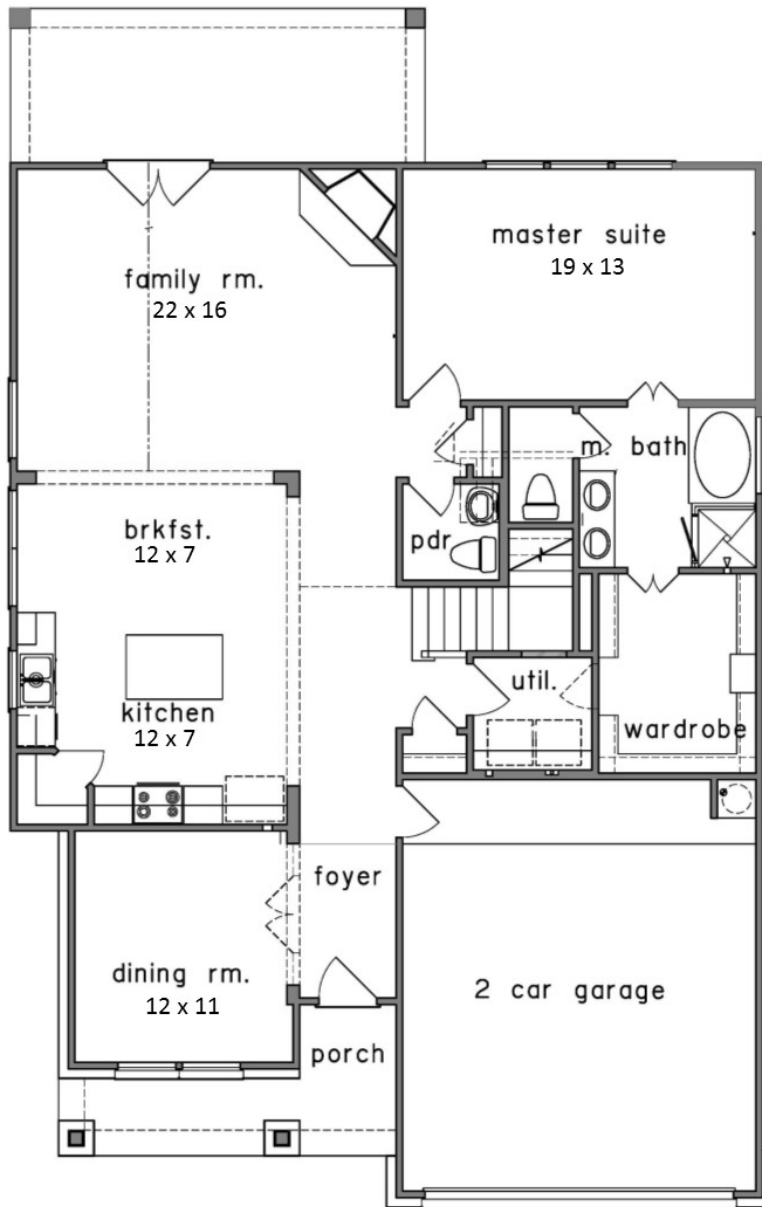 master suite
19 x 13
family rm.
22 x 16
m. bath
brkfst.
12 x 7
pdr
util.
kitchen
12 x 7
wardrobe
foyer
dining rm.
12 x 11
2 car garage
porch